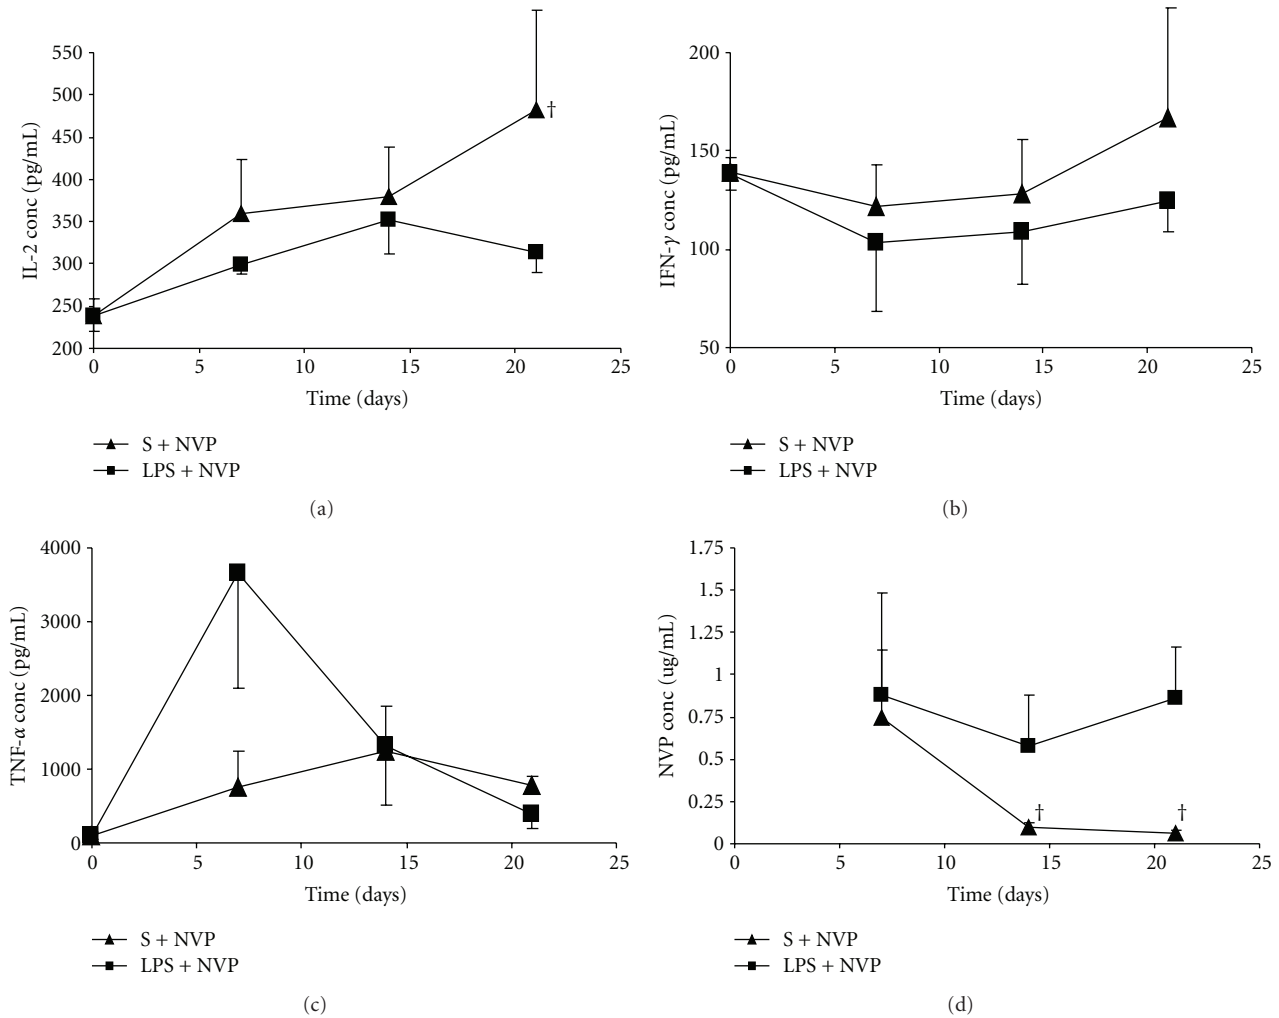 550
500
450
400
350
300
250
200
IL-2 conc (pg/mL)
†
0 5 10 15 20 25
Time (days)
S + NVP
LPS + NVP
(a)
200
150
100
50
IFN-γ conc (pg/mL)
0 5 10 15 20 25
Time (days)
S + NVP
LPS + NVP
(b)
4000
3000
2000
1000
0
TNF-α conc (pg/mL)
0 5 10 15 20 25
Time (days)
S + NVP
LPS + NVP
(c)
1.75
1.5
1.25
1
0.75
0.5
0.25
0
NVP conc (ug/mL)
† †
0 5 10 15 20 25
Time (days)
S + NVP
LPS + NVP
(d)